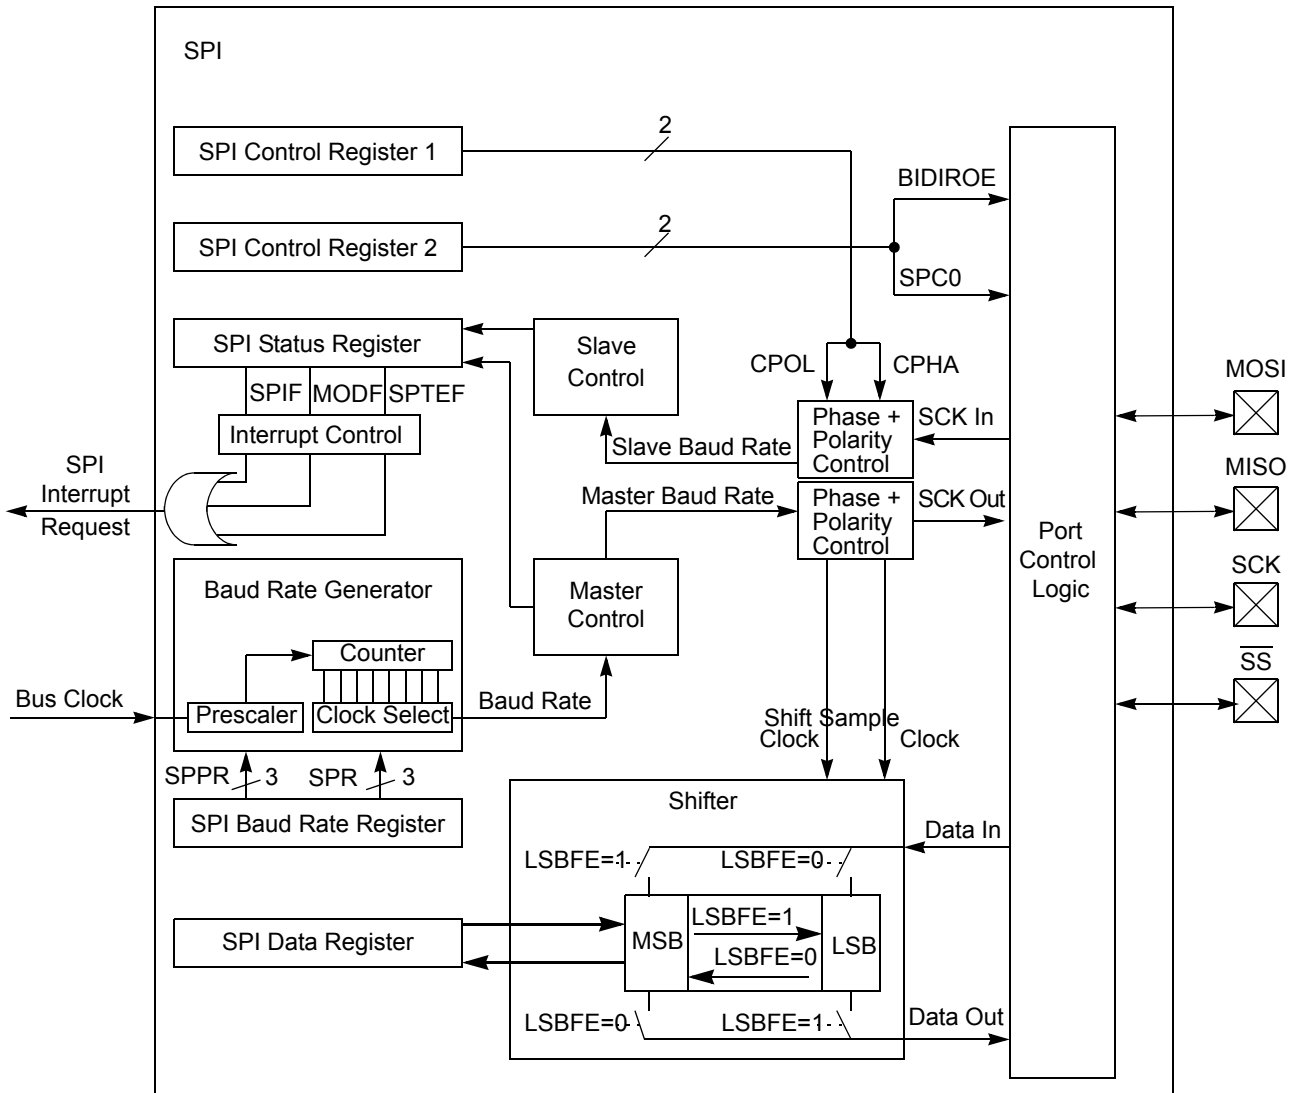 SPI
SPI Control Register 1
2
BIDIROE
SPI Control Register 2
2
SPC0
SPI Status Register
Slave
Control
CPOL
CPHA
MOSI
SPIF
MODF
SPTEF
Interrupt Control
Phase +
Polarity
Control
SCK In
Slave Baud Rate
SPI
Interrupt
Request
MISO
Master Baud Rate
Phase +
Polarity
Control
SCK Out
Port
Control
Logic
SCK
Baud Rate Generator
Master
Control
Counter
SS
Bus Clock
Prescaler
Clock Select
Baud Rate
Shift
Clock
Sample
Clock
SPPR
3
SPR
3
SPI Baud Rate Register
Shifter
Data In
LSBFE=1
LSBFE=0
SPI Data Register
MSB
LSBFE=1
LSBFE=0
LSB
LSBFE=0
LSBFE=1
Data Out